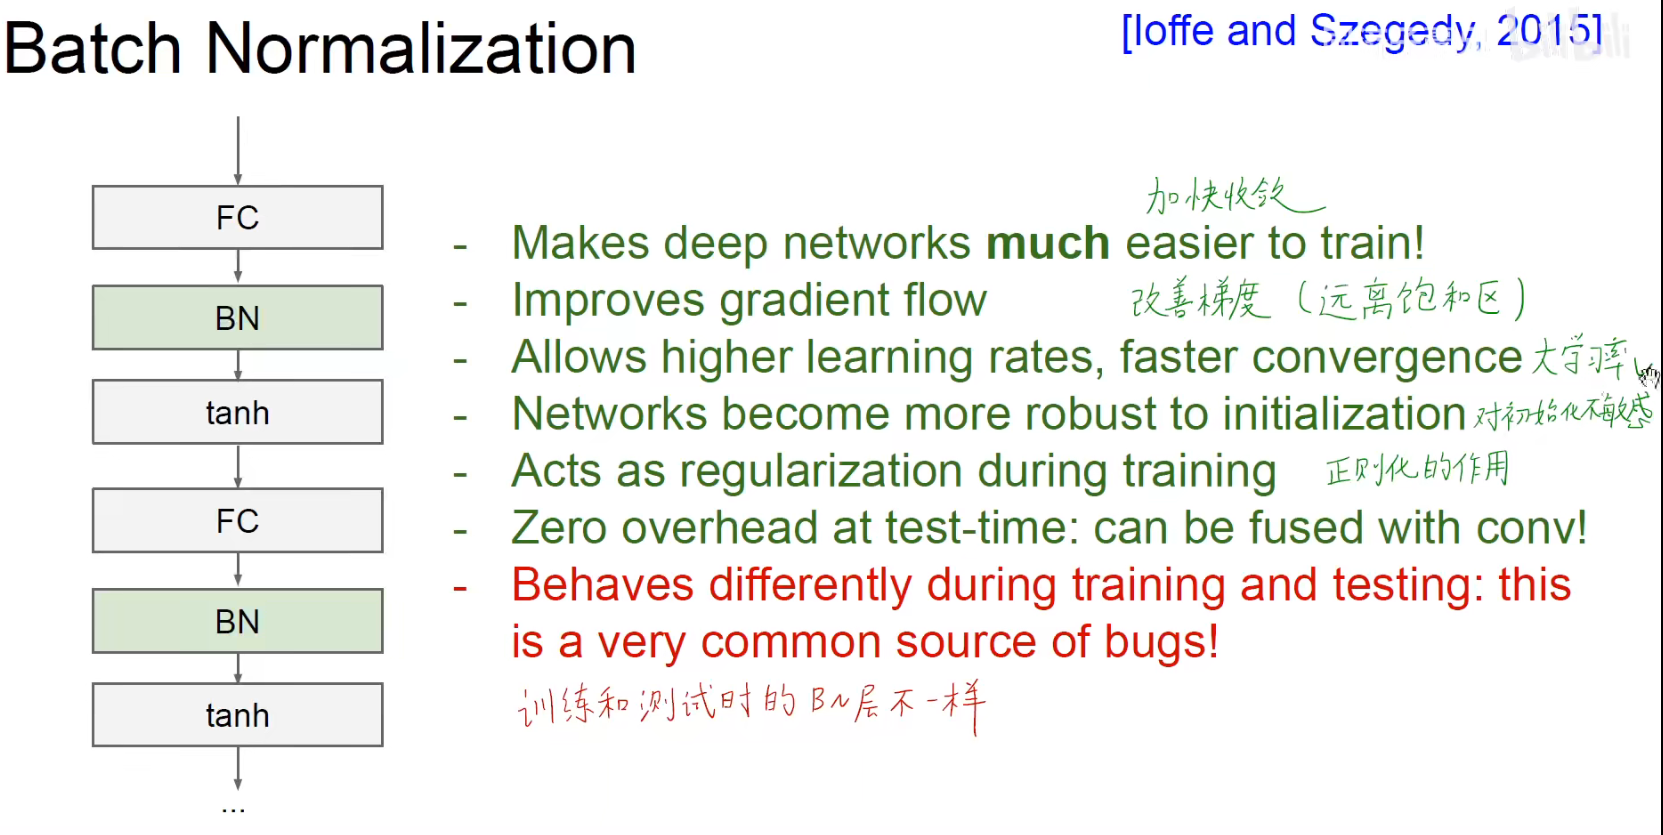 Batch Normalization
[Ioffe and Szegedy, 2015]
FC
BN
tanh
FC
BN
tanh
...
加快收敛
- Makes deep networks much easier to train!
- Improves gradient flow 改善梯度（远离饱和区）
- Allows higher learning rates, faster convergence 大学习率
- Networks become more robust to initialization 对初始化不敏感
- Acts as regularization during training 正则化的作用
- Zero overhead at test-time: can be fused with conv!
- Behaves differently during training and testing: this
is a very common source of bugs!
训练和测试时的BN层不一样